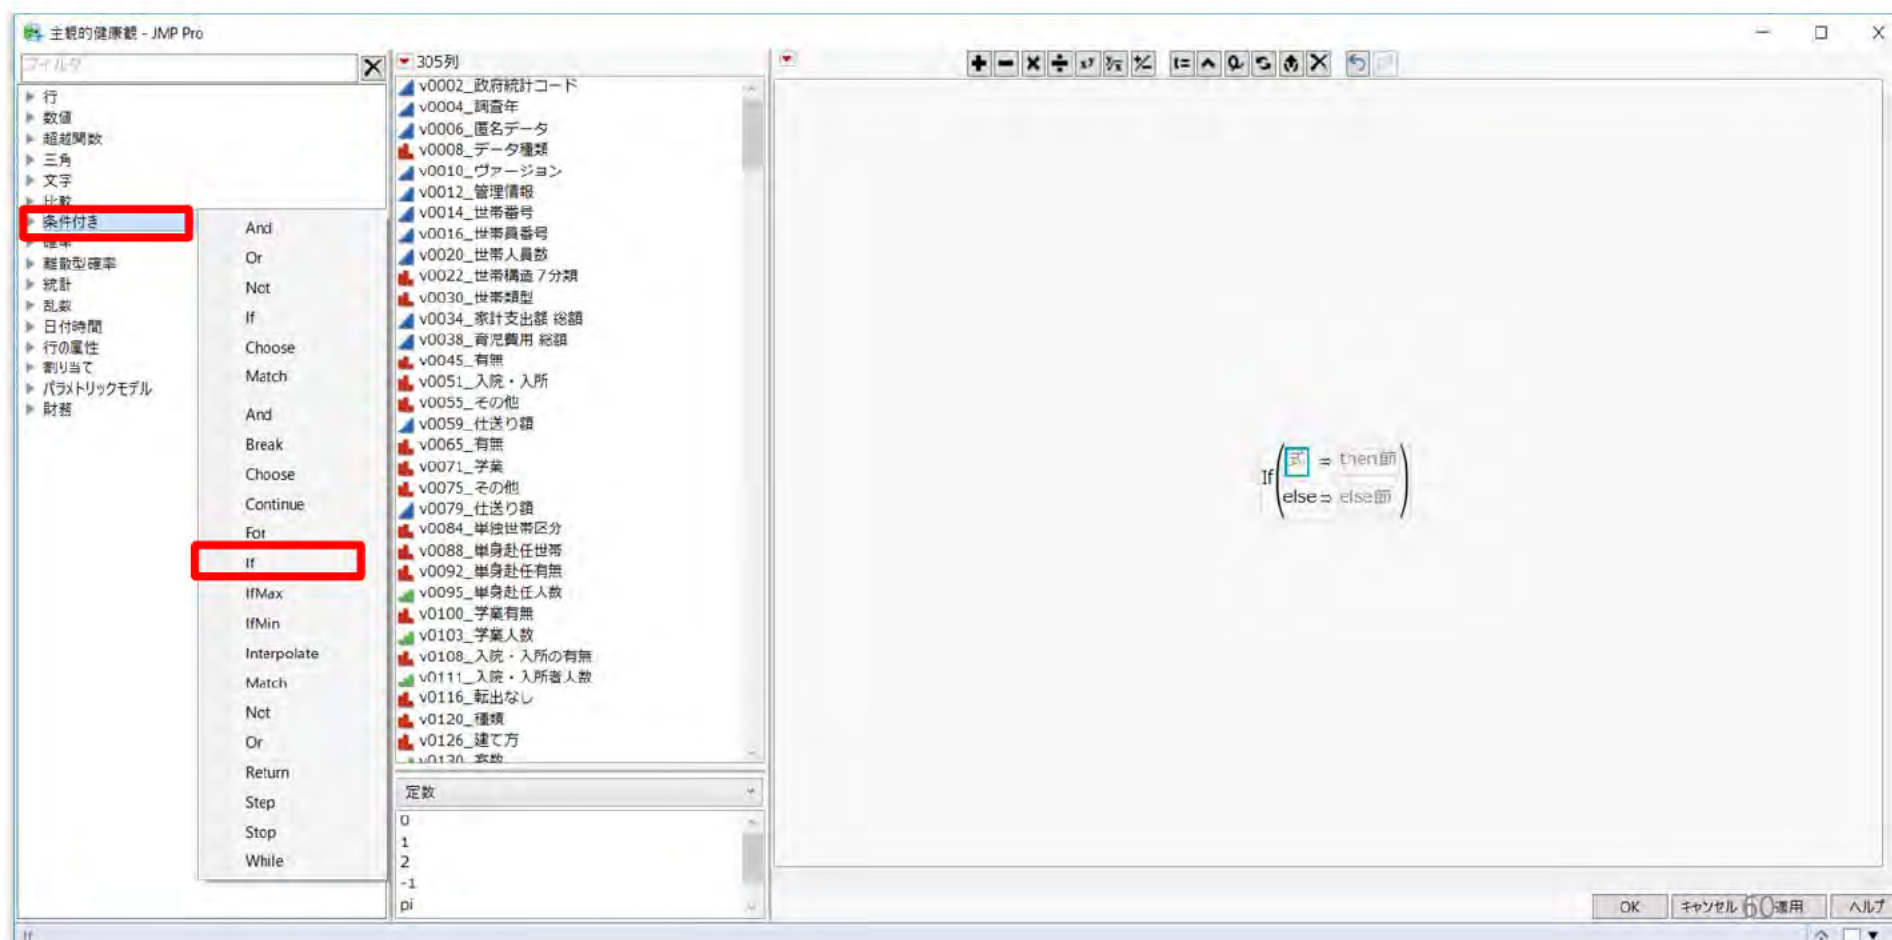 主観的健康観 - JMP Pro
フィルタ
行
数値
超越関数
三角
文字
比較
条件付き
確率
離散型確率
統計
乱数
日付時間
行の属性
割り当て
パラメトリックモデル
財務
And
Or
Not
If
Choose
Match
And
Break
Choose
Continue
For
If
IfMax
IfMin
Interpolate
Match
Not
Or
Return
Step
Stop
While
305列
v0002_政府統計コード
v0004_調査年
v0006_匿名データ
v0008_データ種類
v0010_ヴァージョン
v0012_管理情報
v0014_世帯番号
v0016_世帯員番号
v0020_世帯人員数
v0022_世帯構造７分類
v0030_世帯類型
v0034_家計支出額 総額
v0038_育児費用 総額
v0045_有無
v0051_入院・入所
v0055_その他
v0059_仕送り額
v0065_有無
v0071_学業
v0075_その他
v0079_仕送り額
v0084_単独世帯区分
v0088_単身赴任世帯
v0092_単身赴任有無
v0095_単身赴任人数
v0100_学業有無
v0103_学業人数
v0108_入院・入所の有無
v0111_入院・入所者人数
v0116_転出なし
v0120_種類
v0126_建て方
v0130_室数
定数
0
1
2
-1
pi
If
式 ⇒ then節
else⇒ else節
OK キャンセル 60 適用 ヘルプ
If